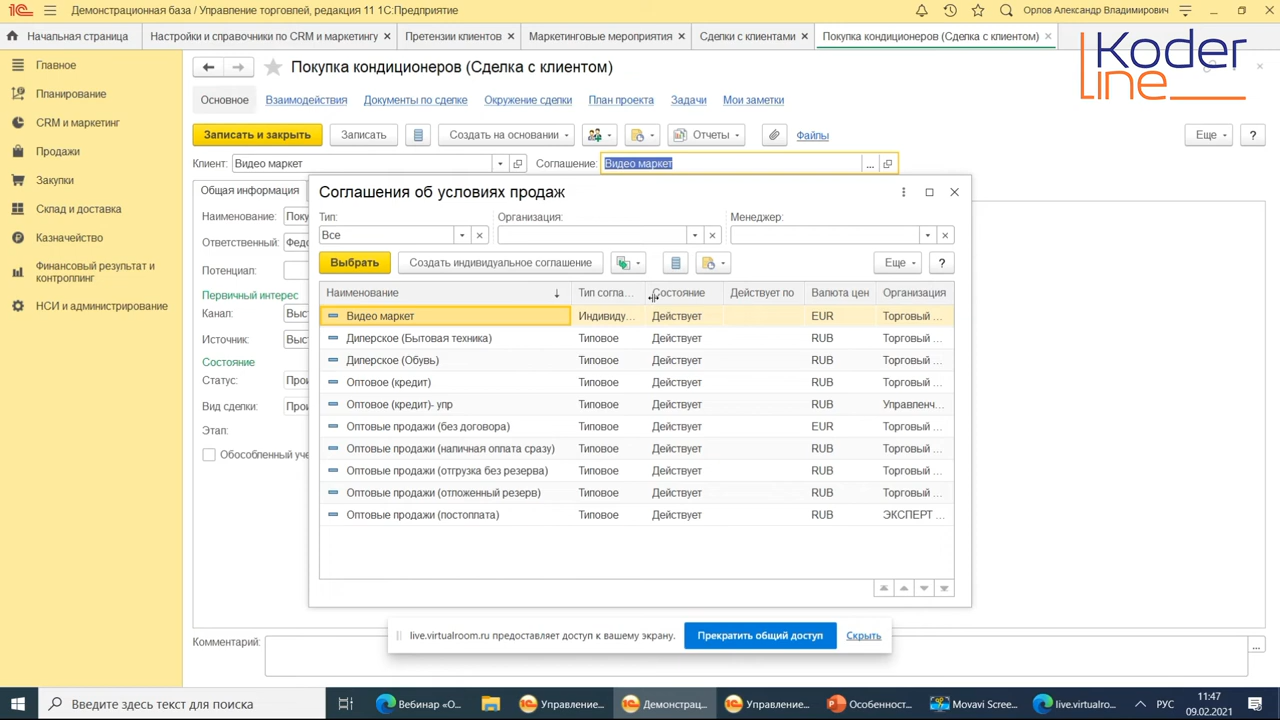 Демонстрационная база / Управление торговлей, редакция 11 1С:Предприятие
Орлов Александр Владимирович
Начальная страница
Настройки и справочники по CRM и маркетингу ×
Претензии клиентов ×
Маркетинговые мероприятия ×
Сделки с клиентами ×
Покупка кондиционеров (Сделка с клиентом) ×
Koder
Line
Главное
Планирование
CRM и маркетинг
Продажи
Закупки
Склад и доставка
Казначейство
Финансовый результат и
контроллинг
НСИ и администрирование
Покупка кондиционеров (Сделка с клиентом)
Основное Взаимодействия Документы по сделке Окружение сделки План проекта Задачи Мои заметки
Записать и закрыть Записать Создать на основании Отчеты Файлы Еще ?
Клиент: Видео маркет Соглашение: Видео маркет ...
Общая информация
Наименование: Поку
Ответственный: Федо
Потенциал:
Первичный интерес
Канал: Выст
Источник: Выст
Состояние
Статус: Прои
Вид сделки: Прои
Этап:
Обособленный уче
Соглашения об условиях продаж
Тип: Организация: Менеджер:
Все
Выбрать Создать индивидуальное соглашение Еще ?
Наименование ↓ Тип согла... Состояние Действует по Валюта цен Организация
Видео маркет Индивиду... Действует EUR Торговый ...
Диперское (Бытовая техника) Типовое Действует RUB Торговый ...
Диперское (Обувь) Типовое Действует RUB Торговый ...
Оптовое (кредит) Типовое Действует RUB Торговый ...
Оптовое (кредит)- упр Типовое Действует RUB Управленч...
Оптовые продажи (без договора) Типовое Действует EUR Торговый ...
Оптовые продажи (наличная оплата сразу) Типовое Действует RUB Торговый ...
Оптовые продажи (отгрузка без резерва) Типовое Действует RUB Торговый ...
Оптовые продажи (отложенный резерв) Типовое Действует RUB Торговый ...
Оптовые продажи (постоплата) Типовое Действует RUB ЭКСПЕРТ ...
live.virtualroom.ru предоставляет доступ к вашему экрану. Прекратить общий доступ Скрыть
Комментарий: ...
Введите здесь текст для поиска
Вебинар «О...
Управление...
Демонстрац...
Управление...
Особенност...
Movavi Scree...
live.virtualro...
РУС
11:47
09.02.2021